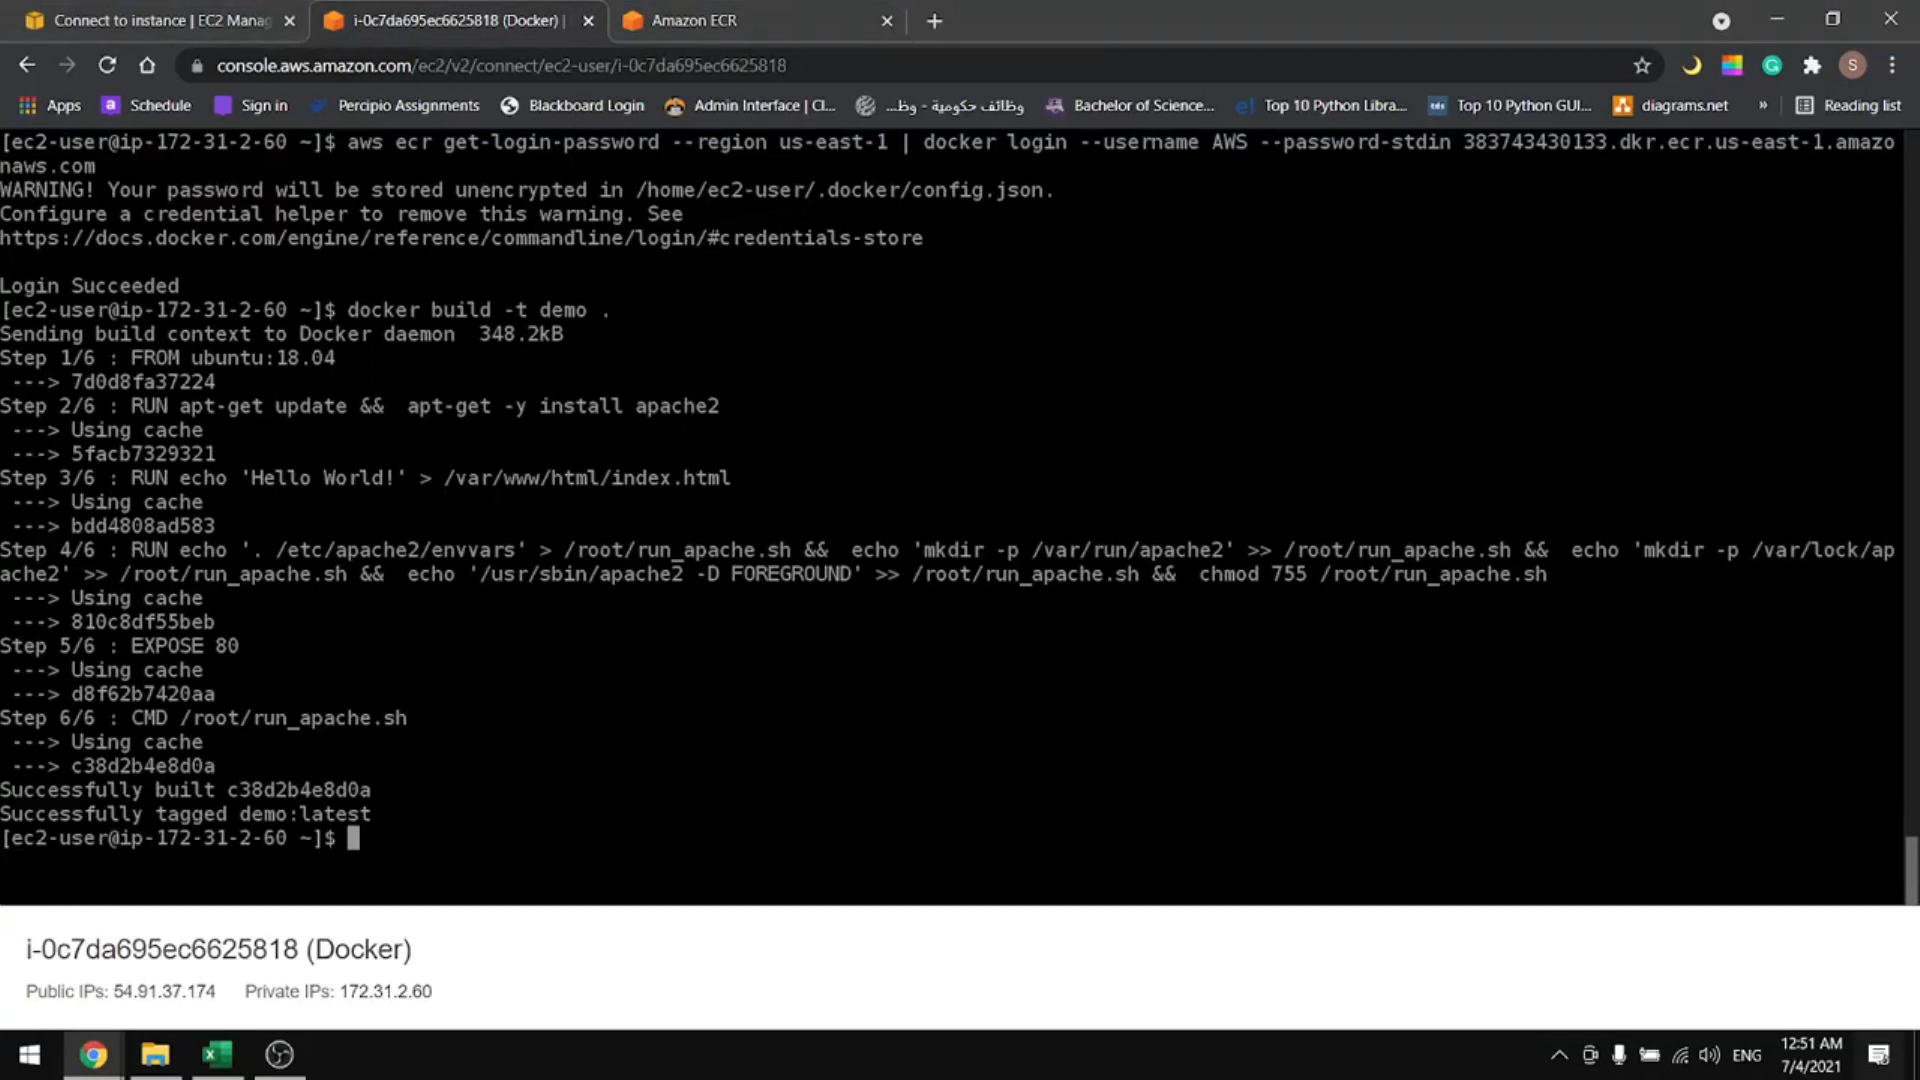 Connect to instance | EC2 Manag
i-0c7da695ec6625818 (Docker) |
Amazon ECR
console.aws.amazon.com/ec2/v2/connect/ec2-user/i-0c7da695ec6625818
S
Apps
Schedule
Sign in
Percipio Assignments
Blackboard Login
Admin Interface | Cl...
وظائف حكومية - وظ...
Bachelor of Science...
Top 10 Python Libra...
Top 10 Python GUI...
diagrams.net
»
Reading list
[ec2-user@ip-172-31-2-60 ~]$ aws ecr get-login-password --region us-east-1 | docker login --username AWS --password-stdin 383743430133.dkr.ecr.us-east-1.amazo
naws.com
WARNING! Your password will be stored unencrypted in /home/ec2-user/.docker/config.json.
Configure a credential helper to remove this warning. See
https://docs.docker.com/engine/reference/commandline/login/#credentials-store
Login Succeeded
[ec2-user@ip-172-31-2-60 ~]$ docker build -t demo .
Sending build context to Docker daemon  348.2kB
Step 1/6 : FROM ubuntu:18.04
 ---> 7d0d8fa37224
Step 2/6 : RUN apt-get update &&  apt-get -y install apache2
 ---> Using cache
 ---> 5facb7329321
Step 3/6 : RUN echo 'Hello World!' > /var/www/html/index.html
 ---> Using cache
 ---> bdd4808ad583
Step 4/6 : RUN echo '. /etc/apache2/envvars' > /root/run_apache.sh &&  echo 'mkdir -p /var/run/apache2' >> /root/run_apache.sh &&  echo 'mkdir -p /var/lock/ap
ache2' >> /root/run_apache.sh &&  echo '/usr/sbin/apache2 -D FOREGROUND' >> /root/run_apache.sh &&  chmod 755 /root/run_apache.sh
 ---> Using cache
 ---> 810c8df55beb
Step 5/6 : EXPOSE 80
 ---> Using cache
 ---> d8f62b7420aa
Step 6/6 : CMD /root/run_apache.sh
 ---> Using cache
 ---> c38d2b4e8d0a
Successfully built c38d2b4e8d0a
Successfully tagged demo:latest
[ec2-user@ip-172-31-2-60 ~]$
i-0c7da695ec6625818 (Docker)
Public IPs: 54.91.37.174 Private IPs: 172.31.2.60
ENG
12:51 AM
7/4/2021